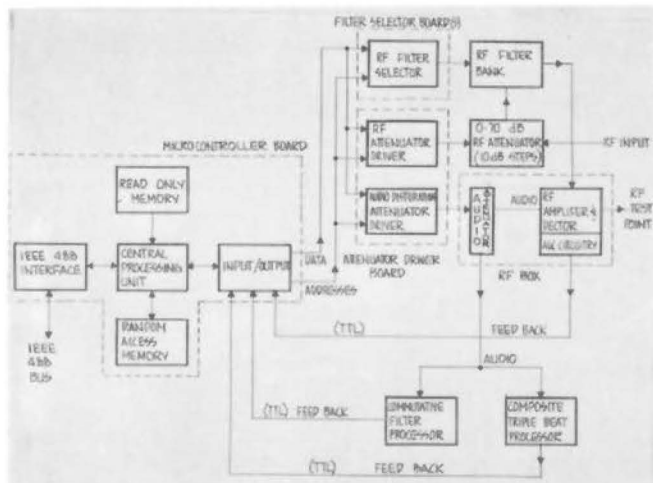 FILTER SELECTOR BOARD(S)
RF FILTER
SELECTOR
RF FILTER
BANK
MICROCONTROLLER BOARD
RF
ATTENUATOR
DRIVER
0-70 dB
RF ATTENUATOR
(10dB STEPS)
RF INPUT
READ ONLY
MEMORY
ATTENUATOR
DRIVER
AUDIO
AUDIO
RF
AMPLIFIER &
RF TEST
POINT
CIRCUITRY
IEEE 488
INTERFACE
CENTRAL
PROCESSING
UNIT
INPUT/OUTPUT
DATA
ATTENUATOR DRIVER
BOARD
RF BOX
ADDRESSES
RANDOM
ACCESS
MEMORY
IEEE
488
BUS
(TTL) FEED BACK
AUDIO
(TTL) FEED BACK
COMMUTATIVE
FILTER
PROCESSOR
COMPOSITE
TRIPLE BEAT
PROCESSOR
(TTL) FEED BACK